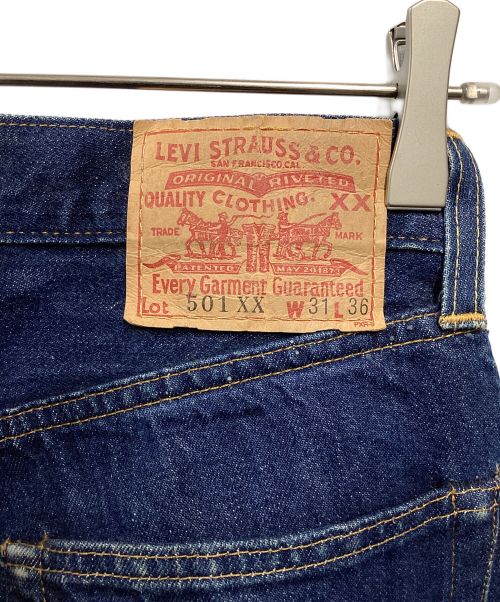 LEVI STRAUSS & CO.
SAN FRANCISCO, CAL.
ORIGINAL RIVETED
QUALITY CLOTHING. XX
TRADE MARK
PATENTED MAY 20 1873
Every Garment Guaranteed
Lot 501 XX W 31 L 36